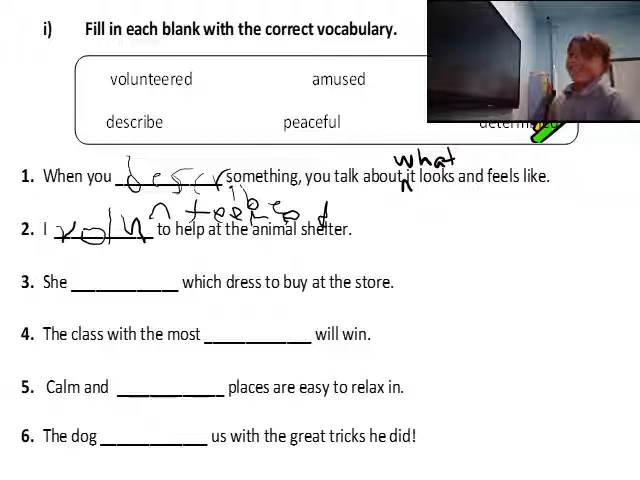 i) Fill in each blank with the correct vocabulary.
volunteered amused
describe peaceful
what
1. When you ____________ something, you talk about it looks and feels like.
2. I ____________ to help at the animal shelter.
3. She ____________ which dress to buy at the store.
4. The class with the most ____________ will win.
5. Calm and ____________ places are easy to relax in.
6. The dog ____________ us with the great tricks he did!